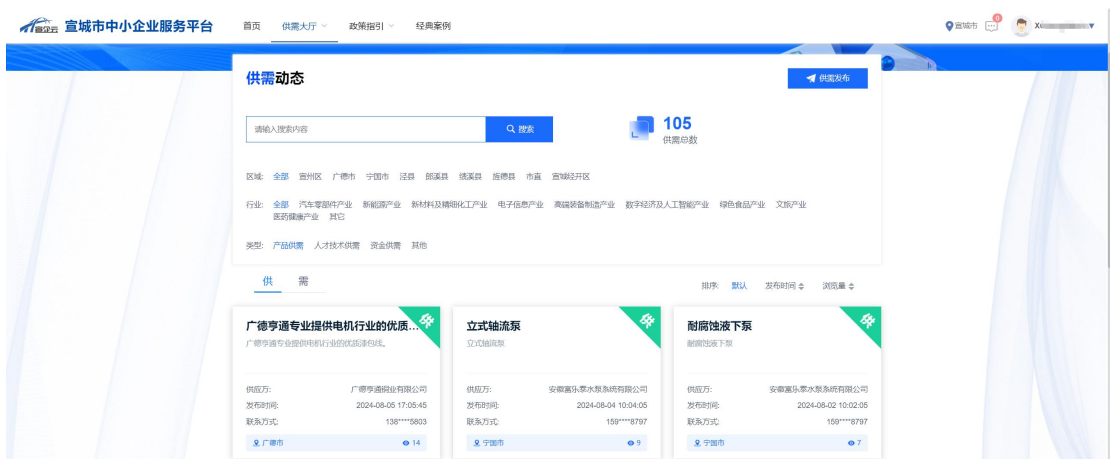 宣企云 宣城市中小企业服务平台 首页 供需大厅 政策指引 经典案例 宣城市 0
供需动态 供需发布
请输入搜索内容 搜索 105
供需总数
区域: 全部 宣州区 广德市 宁国市 泾县 郎溪县 绩溪县 旌德县 市直 宣城经开区
行业: 全部 汽车零部件产业 新能源产业 新材料及精细化工产业 电子信息产业 高端装备制造产业 数字经济及人工智能产业 绿色食品产业 文旅产业
医药健康产业 其它
类型: 产品供需 人才技术供需 资金供需 其他
供 需 排序: 默认 发布时间 浏览量
广德亨通专业提供电机行业的优质... 供
广德亨通专业提供电机行业的优质漆包线。
供应方: 广德亨通铜业有限公司
发布时间: 2024-08-05 17:05:45
联系方式: 138****5803
广德市 14
立式轴流泵 供
立式轴流泵
供应方: 安徽富乐泰水泵系统有限公司
发布时间: 2024-08-04 10:04:05
联系方式: 159****8797
宁国市 9
耐腐蚀液下泵 供
耐腐蚀液下泵
供应方: 安徽富乐泰水泵系统有限公司
发布时间: 2024-08-02 10:02:05
联系方式: 159****8797
宁国市 7